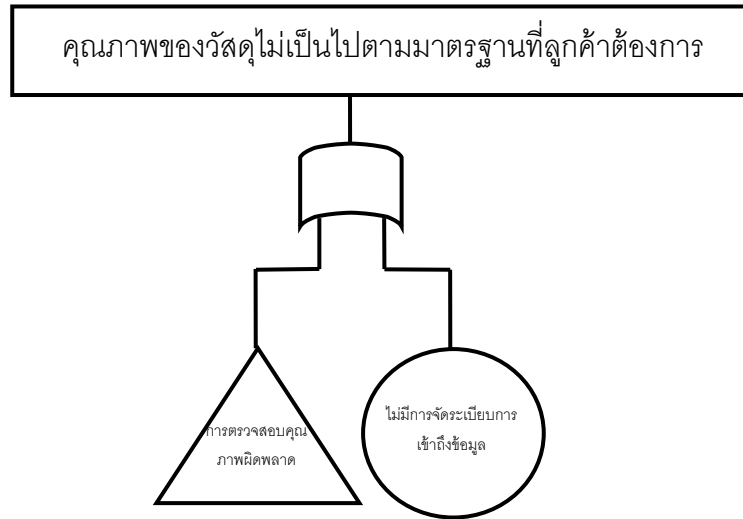 คุณภาพของวัสดุไม่เป็นไปตามมาตรฐานที่ลูกค้าต้องการ
การตรวจสอบคุณ
ภาพผิดพลาด
ไม่มีการจัดระเบียบการ
เข้าถึงข้อมูล